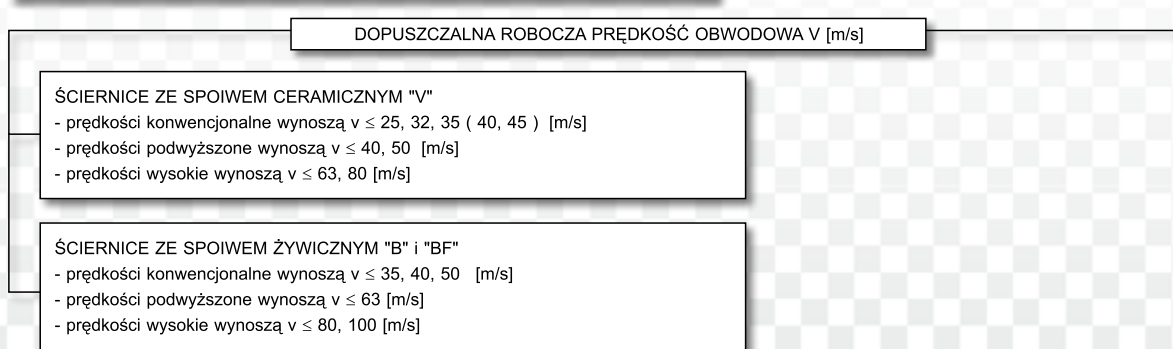 DOPUSZCZALNA ROBOCZA PRĘDKOŚĆ OBWODOWA V [m/s]
ŚCIERNICE ZE SPOIWEM CERAMICZNYM "V"
- prędkości konwencjonalne wynoszą v ≤ 25, 32, 35 ( 40, 45 ) [m/s]
- prędkości podwyższone wynoszą v ≤ 40, 50 [m/s]
- prędkości wysokie wynoszą v ≤ 63, 80 [m/s]
ŚCIERNICE ZE SPOIWEM ŻYWICZNYM "B" i "BF"
- prędkości konwencjonalne wynoszą v ≤ 35, 40, 50 [m/s]
- prędkości podwyższone wynoszą v ≤ 63 [m/s]
- prędkości wysokie wynoszą v ≤ 80, 100 [m/s]